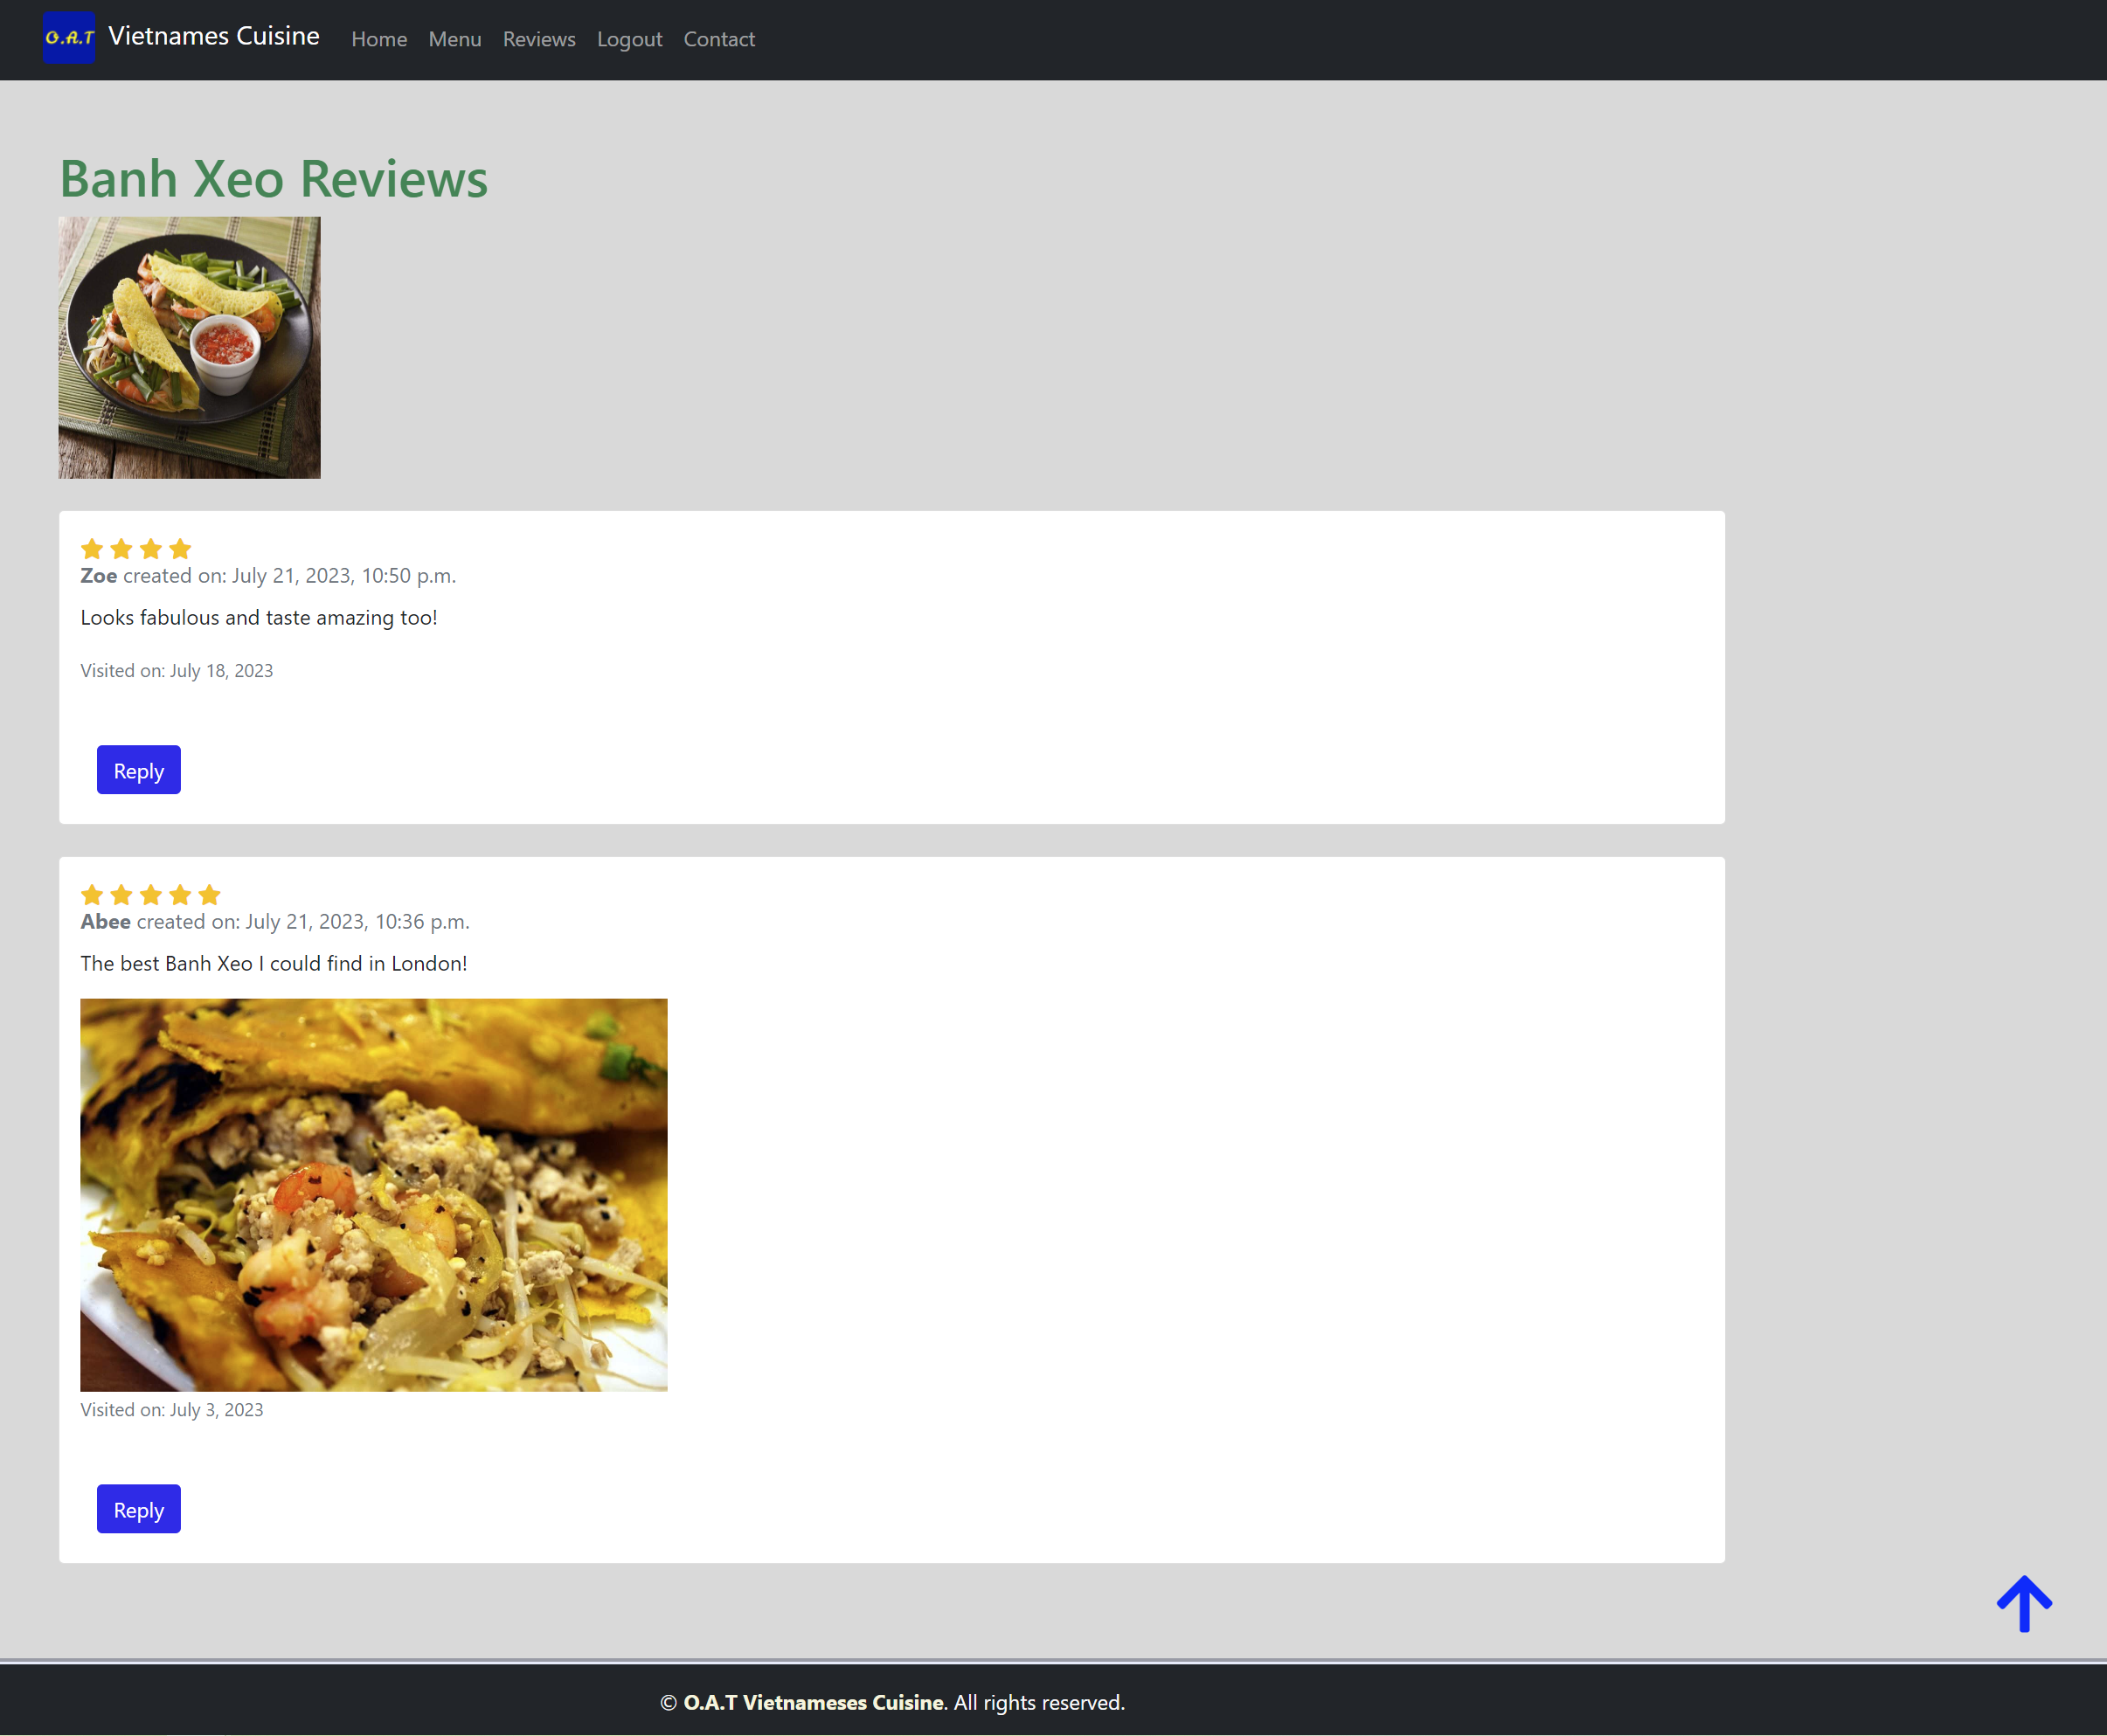 O.A.T Vietnames Cuisine Home Menu Reviews Logout Contact
Banh Xeo Reviews
Zoe created on: July 21, 2023, 10:50 p.m.
Looks fabulous and taste amazing too!
Visited on: July 18, 2023
Reply
Abee created on: July 21, 2023, 10:36 p.m.
The best Banh Xeo I could find in London!
Visited on: July 3, 2023
Reply
© O.A.T Vietnameses Cuisine. All rights reserved.